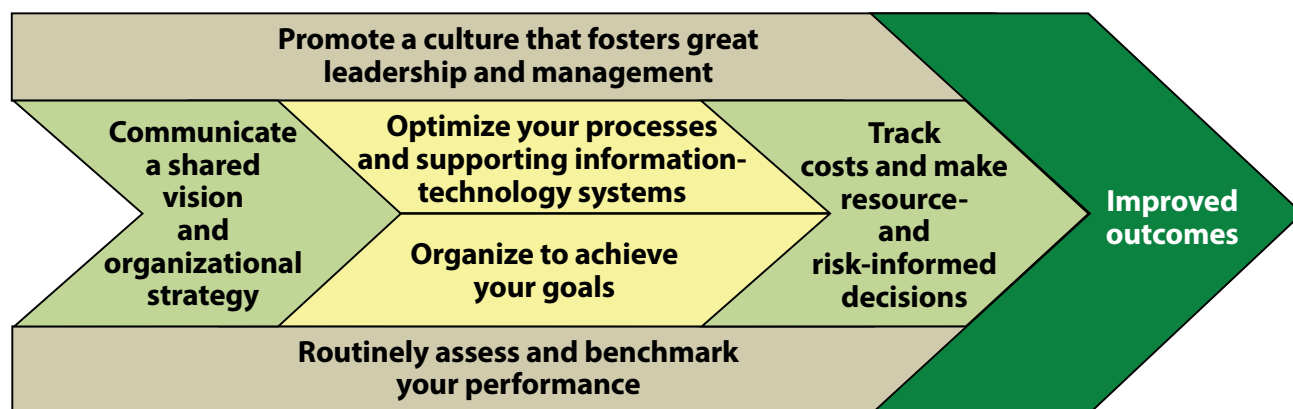 Promote a culture that fosters great
leadership and management
Communicate
a shared
vision
and
organizational
strategy
Optimize your processes
and supporting information-
technology systems
Organize to achieve
your goals
Track
costs and make
resource-
and
risk-informed
decisions
Improved
outcomes
Routinely assess and benchmark
your performance